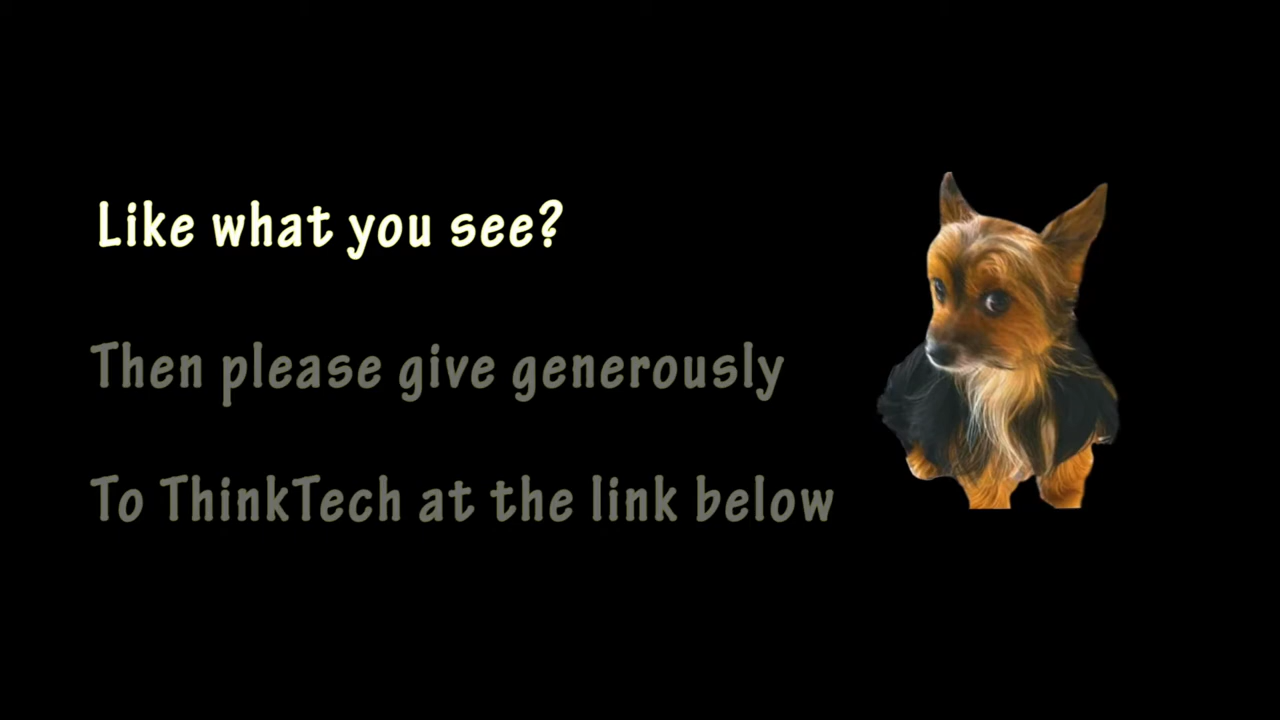 Like what you see?
Then please give generously
To ThinkTech at the link below